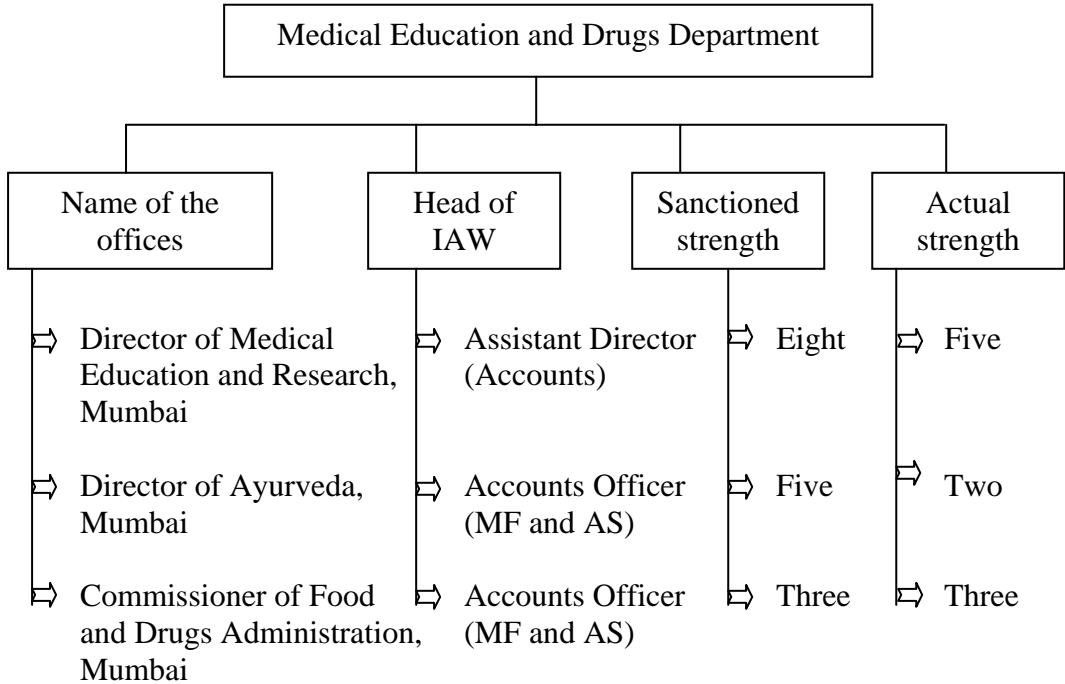 Medical Education and Drugs Department
Name of the
offices
Head of
IAW
Sanctioned
strength
Actual
strength
Director of Medical
Education and Research,
Mumbai
Assistant Director
(Accounts)
Eight
Five
Director of Ayurveda,
Mumbai
Accounts Officer
(MF and AS)
Five
Two
Commissioner of Food
and Drugs Administration,
Mumbai
Accounts Officer
(MF and AS)
Three
Three